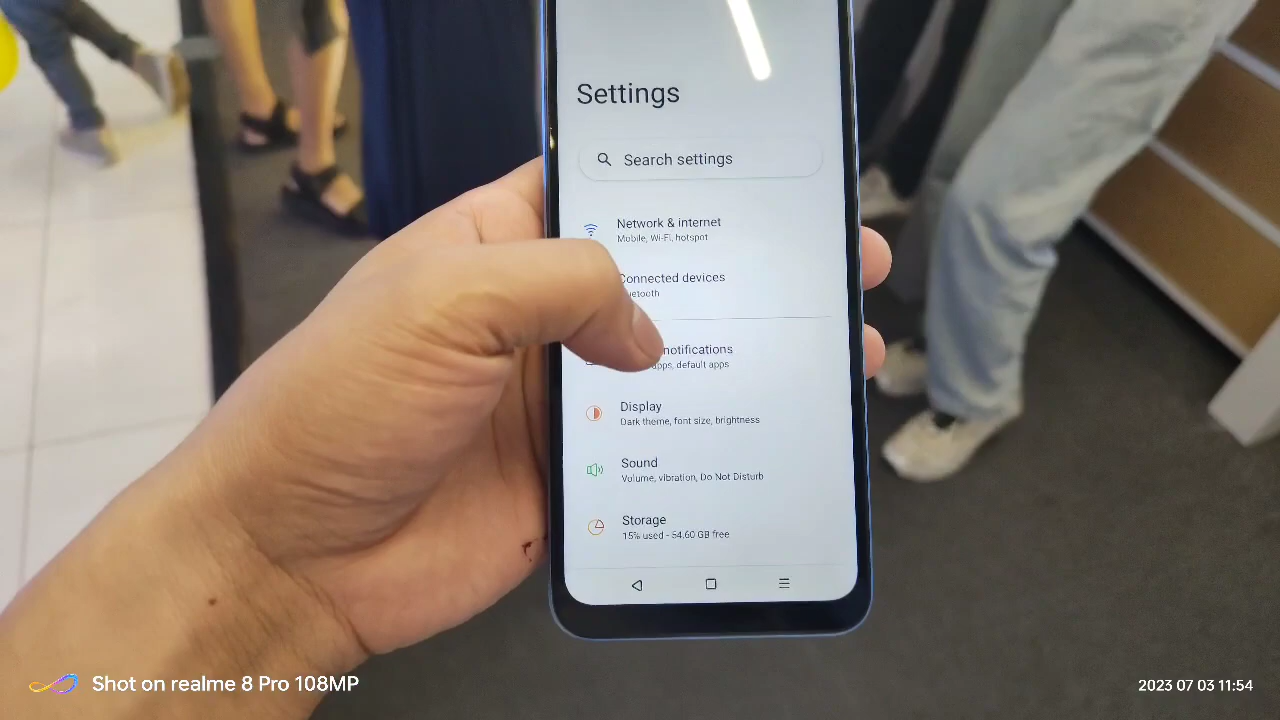 Settings
Search settings
Network & internet
Mobile, Wi-Fi, hotspot
Connected devices
notifications
apps, default apps
Display
Dark theme, font size, brightness
Sound
Volume, vibration, Do Not Disturb
Storage
15% used - 54.60 GB free
Shot on realme 8 Pro 108MP
2023 07 03 11:54